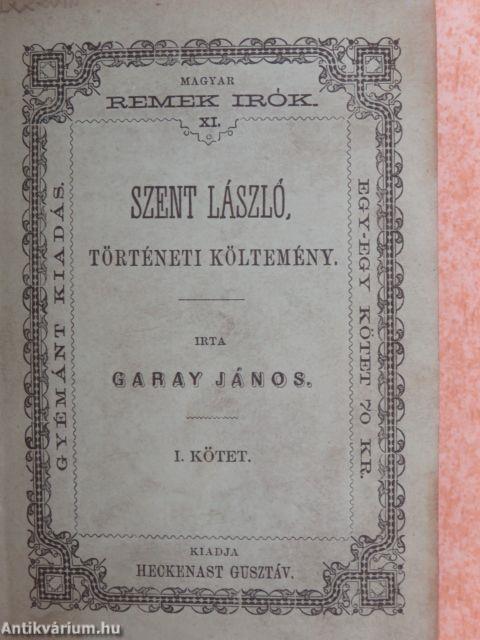 MAGYAR
REMEK IRÓK.
XI.
SZENT LÁSZLÓ,
TÖRTÉNETI KÖLTEMÉNY.
IRTA
GARAY JÁNOS.
I. KÖTET.
KIADJA
HECKENAST GUSZTÁV.
GYÉMÁNT KIADÁS.
EGY-EGY KÖTET 70 KR.
Antikvárium.hu